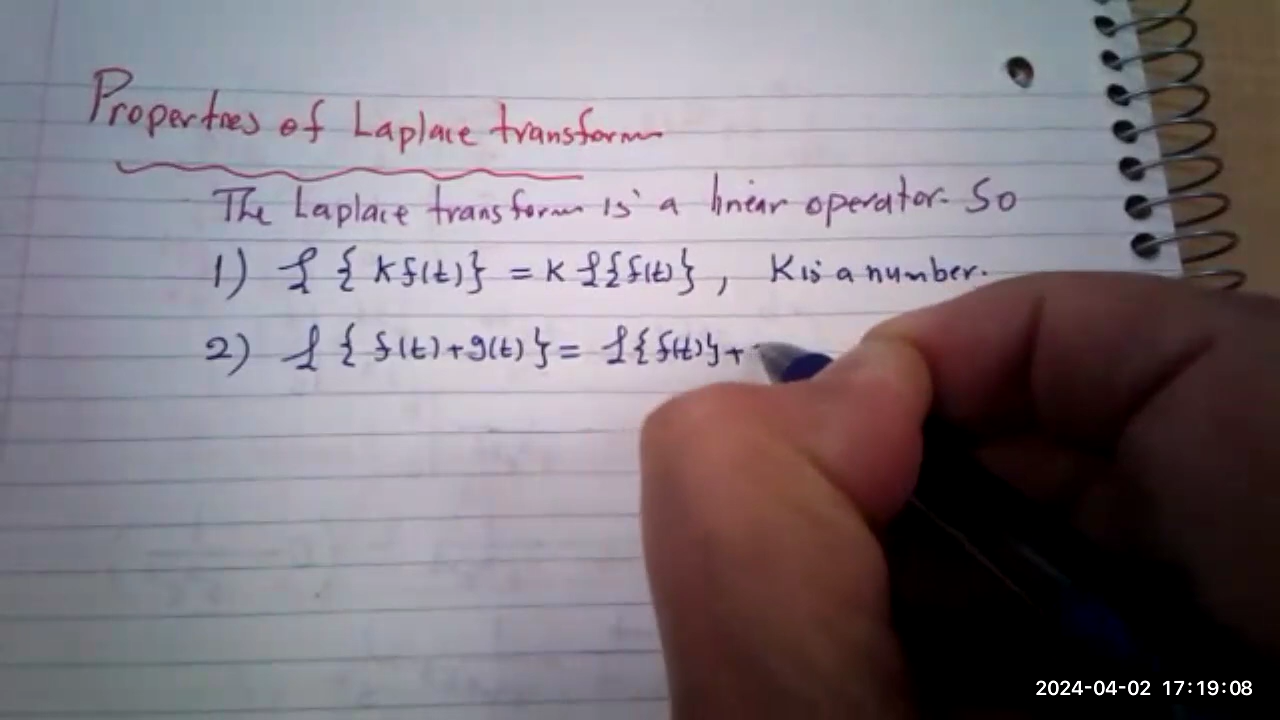 Properties of Laplace transform
The Laplace transform is a linear operator. So
1) ℒ { k f(t)} = k ℒ{f(t)} , k is a number.
2) ℒ { f(t)+g(t) } = ℒ{f(t)}+
2024-04-02 17:19:08